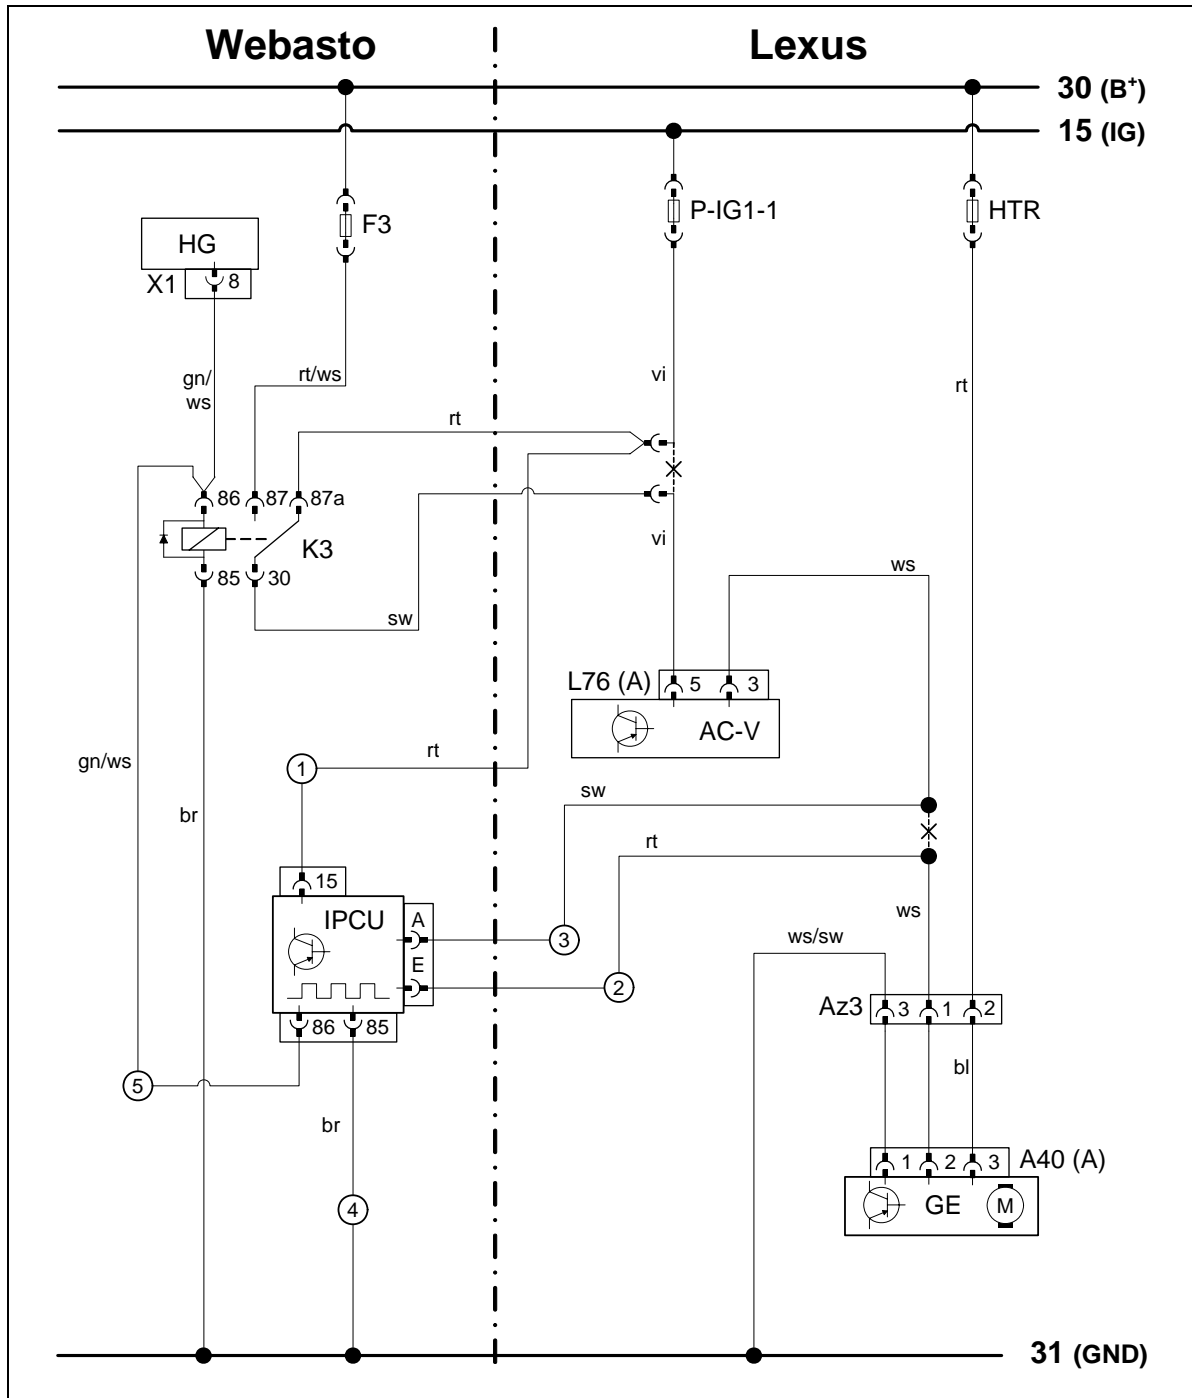 Webasto
Lexus
30 (B+)
15 (IG)
F3
P-IG1-1
HTR
HG
X1
8
gn/
ws
rt/ws
vi
rt
rt
86
87
87a
K3
85
30
vi
sw
ws
L76 (A)
5
3
AC-V
gn/ws
rt
1
sw
br
rt
15
IPCU
A
3
E
2
ws
ws/sw
Az3
3
1
2
86
85
5
bl
br
1
2
3
A40 (A)
4
GE
M
31 (GND)